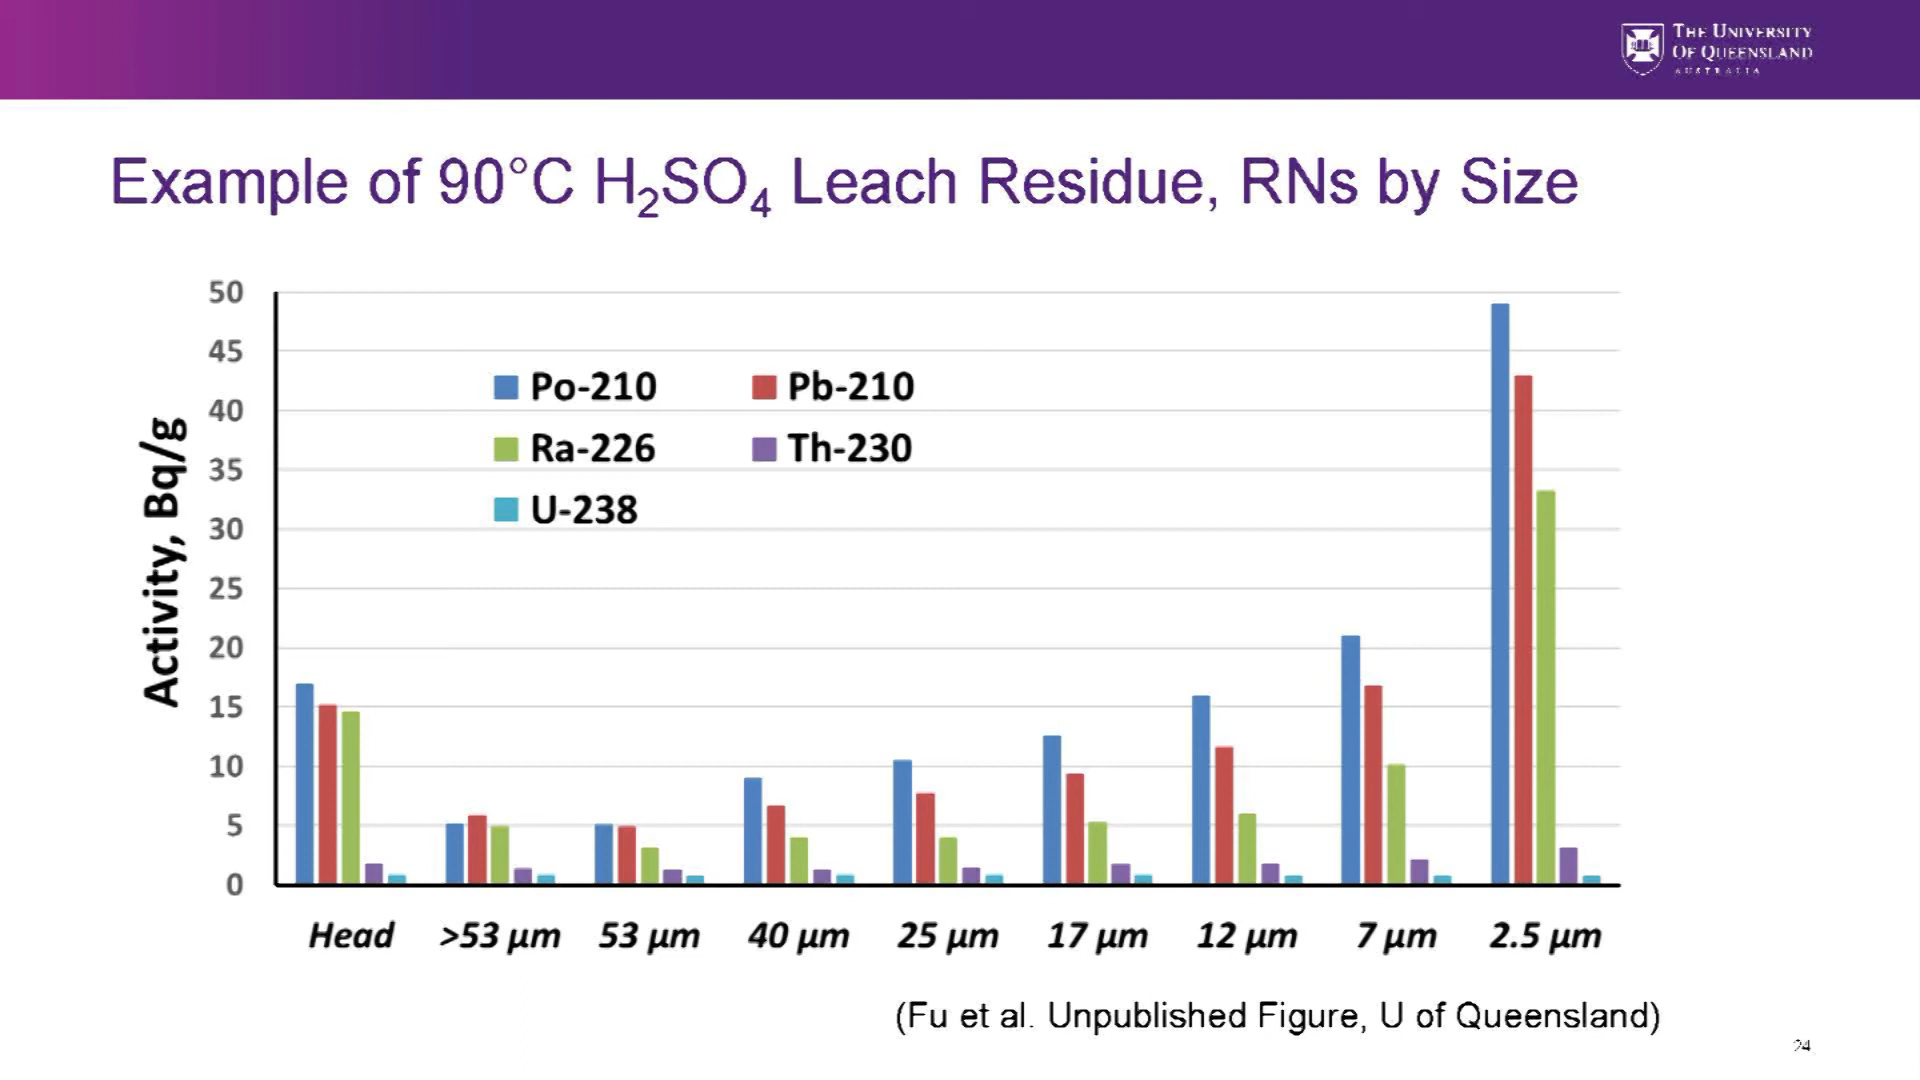 THE UNIVERSITY
OF QUEENSLAND
AUSTRALIA
Example of 90°C H₂SO₄ Leach Residue, RNs by Size
50
45
40
35
30
25
20
15
10
5
0
Activity, Bq/g
Po-210
Pb-210
Ra-226
Th-230
U-238
Head
>53 µm
53 µm
40 µm
25 µm
17 µm
12 µm
7 µm
2.5 µm
(Fu et al. Unpublished Figure, U of Queensland)
24